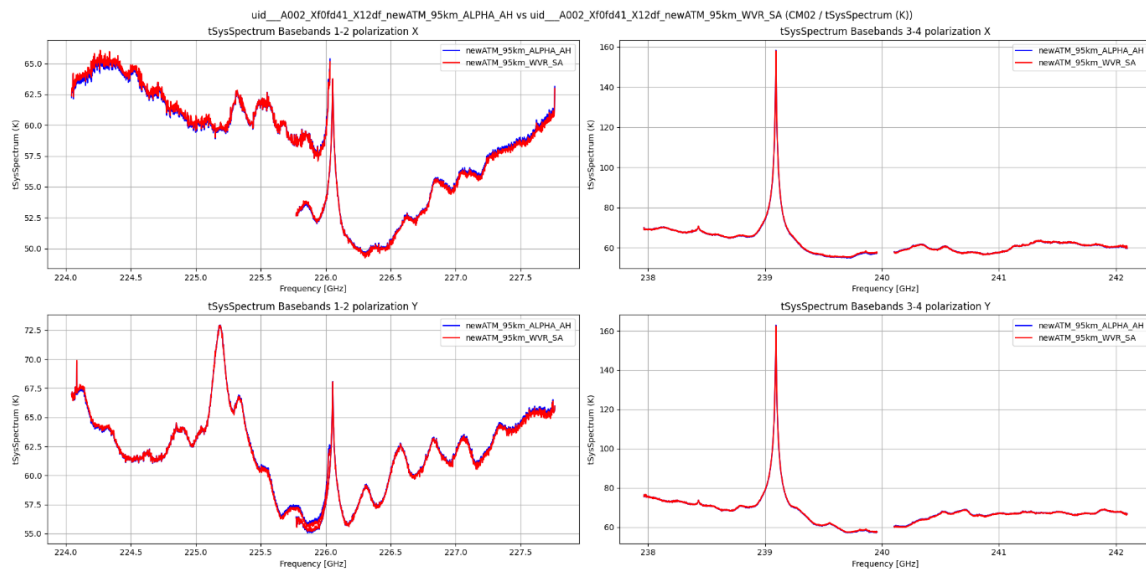 uid___A002_Xf0fd41_X12df_newATM_95km_ALPHA_AH vs uid___A002_Xf0fd41_X12df_newATM_95km_WVR_SA (CM02 / tSysSpectrum (K))
tSysSpectrum Basebands 1-2 polarization X
newATM_95km_ALPHA_AH
newATM_95km_WVR_SA
tSysSpectrum (K)
65.0
62.5
60.0
57.5
55.0
52.5
50.0
224.0 224.5 225.0 225.5 226.0 226.5 227.0 227.5
Frequency [GHz]
tSysSpectrum Basebands 3-4 polarization X
newATM_95km_ALPHA_AH
newATM_95km_WVR_SA
tSysSpectrum (K)
160
140
120
100
80
60
238 239 240 241 242
Frequency [GHz]
tSysSpectrum Basebands 1-2 polarization Y
newATM_95km_ALPHA_AH
newATM_95km_WVR_SA
tSysSpectrum (K)
72.5
70.0
67.5
65.0
62.5
60.0
57.5
55.0
224.0 224.5 225.0 225.5 226.0 226.5 227.0 227.5
Frequency [GHz]
tSysSpectrum Basebands 3-4 polarization Y
newATM_95km_ALPHA_AH
newATM_95km_WVR_SA
tSysSpectrum (K)
160
140
120
100
80
60
238 239 240 241 242
Frequency [GHz]